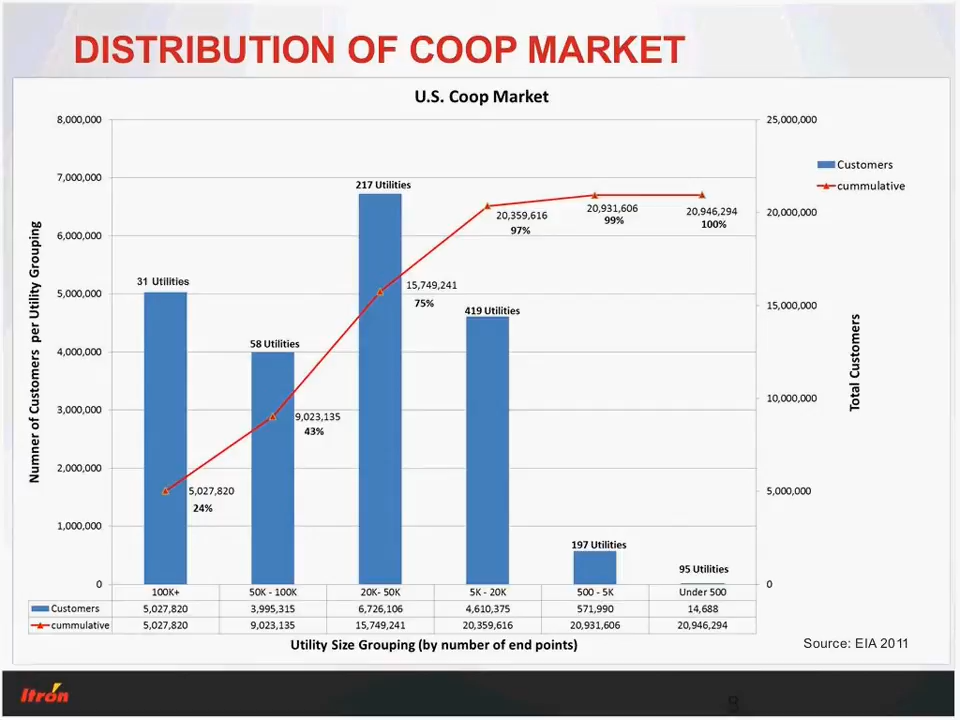 DISTRIBUTION OF COOP MARKET
U.S. Coop Market
8,000,000
7,000,000
6,000,000
5,000,000
4,000,000
3,000,000
2,000,000
1,000,000
0
Numner of Customers per Utility Grouping
25,000,000
20,000,000
15,000,000
10,000,000
5,000,000
0
Total Customers
Customers
cummulative
31 Utilities
58 Utilities
217 Utilities
419 Utilities
197 Utilities
95 Utilities
5,027,820
24%
9,023,135
43%
15,749,241
75%
20,359,616
97%
20,931,606
99%
20,946,294
100%
100K+ 50K - 100K 20K- 50K 5K - 20K 500 - 5K Under 500
Customers 5,027,820 3,995,315 6,726,106 4,610,375 571,990 14,688
cummulative 5,027,820 9,023,135 15,749,241 20,359,616 20,931,606 20,946,294
Utility Size Grouping (by number of end points)
Source: EIA 2011
Itron
9